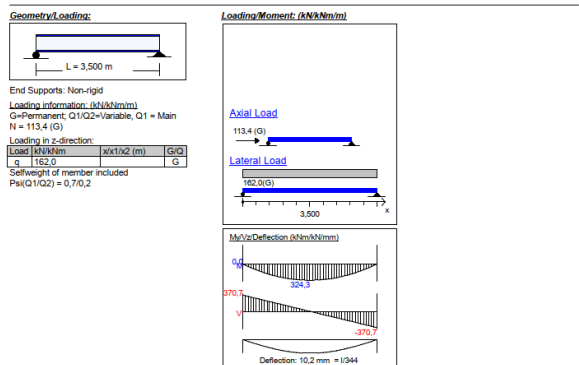 Geometry/Loading:
L = 3,500 m
End Supports: Non-rigid
Loading information: (kN/kNm/m)
G=Permanent; Q1/Q2=Variable, Q1 = Main
N = 113,4 (G)
Loading in z-direction:
Load kN/kNm x/x1/x2 (m) G/Q
q 162,0 G
Selfweight of member included
Psi(Q1/Q2) = 0,7/0,2
Loading/Moment: (kN/kNm/m)
Axial Load
113,4 (G)
Lateral Load
162,0(G)
3,500
x
My/Vz/Deflection (kNm/kN/mm)
0,0
M
324,3
370,7
V
-370,7
Deflection: 10,2 mm = l/344